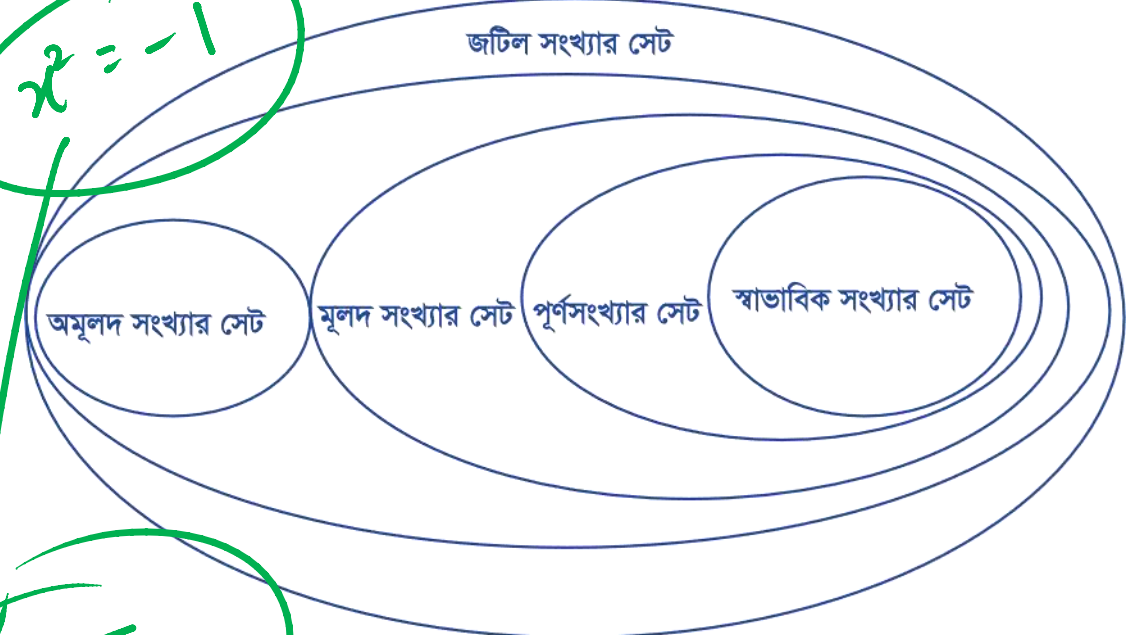 x² = -1
জটিল সংখ্যার সেট
অমূলদ সংখ্যার সেট
মূলদ সংখ্যার সেট
পূর্ণসংখ্যার সেট
স্বাভাবিক সংখ্যার সেট